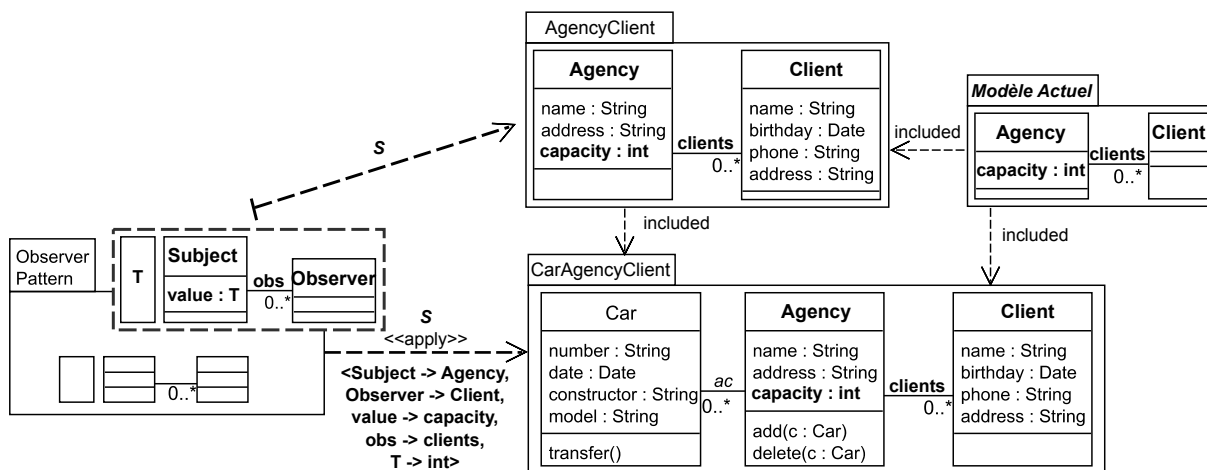 AgencyClient
Agency
name : String
address : String
capacity : int
clients
0..*
Client
name : String
birthday : Date
phone : String
address : String
included
Modèle Actuel
Agency
capacity : int
clients
0..*
Client
S
included
included
Observer
Pattern
T
Subject
value : T
obs
0..*
Observer
0..*
S
<<apply>>
<Subject -> Agency,
Observer -> Client,
value -> capacity,
obs -> clients,
T -> int>
CarAgencyClient
Car
number : String
date : Date
constructor : String
model : String
transfer()
ac
0..*
Agency
name : String
address : String
capacity : int
add(c : Car)
delete(c : Car)
clients
0..*
Client
name : String
birthday : Date
phone : String
address : String